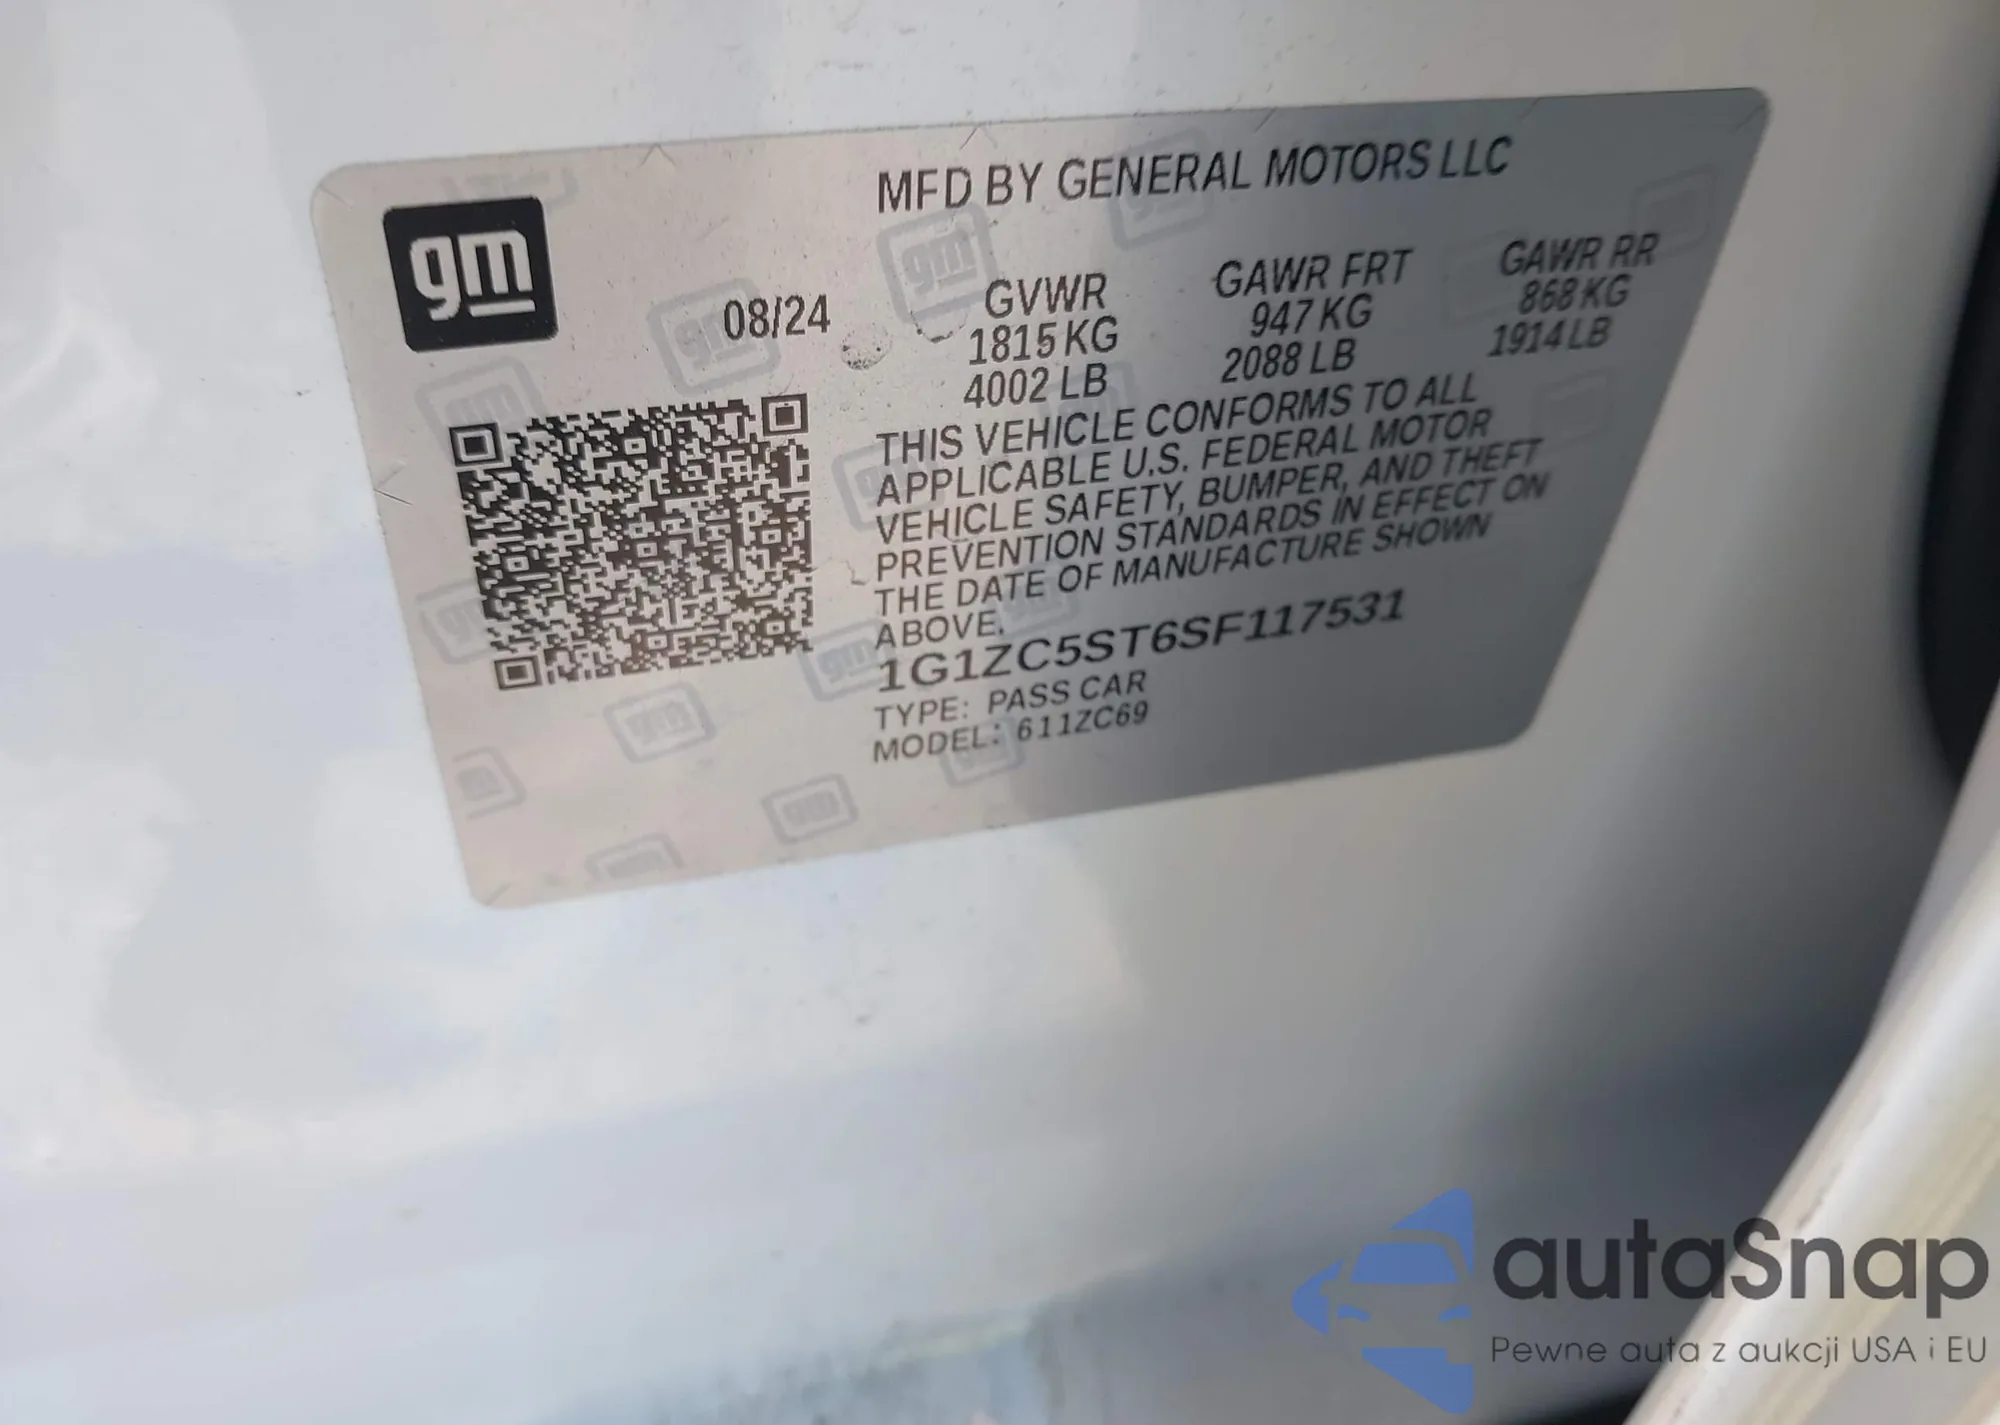 gm
MFD BY GENERAL MOTORS LLC
08/24
GVWR
1815 KG
4002 LB
GAWR FRT
947 KG
2088 LB
GAWR RR
868 KG
1914 LB
THIS VEHICLE CONFORMS TO ALL
APPLICABLE U.S. FEDERAL MOTOR
VEHICLE SAFETY, BUMPER, AND THEFT
PREVENTION STANDARDS IN EFFECT ON
THE DATE OF MANUFACTURE SHOWN
ABOVE.
1G1ZC5ST6SF117531
TYPE: PASS CAR
MODEL: 611ZC69
autaSnap
Pewne auta z aukcji USA i EU